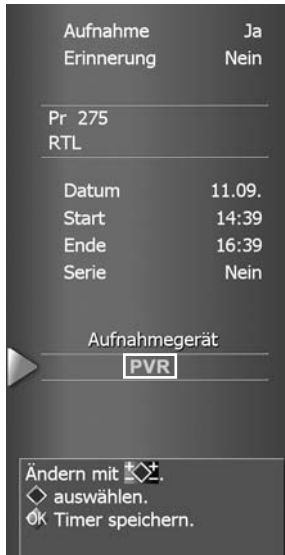 Aufnahme Ja
Erinnerung Nein
Pr 275
RTL
Datum 11.09.
Start 14:39
Ende 16:39
Serie Nein
Aufnahmegerät
PVR
Ändern mit
auswählen.
OK Timer speichern.